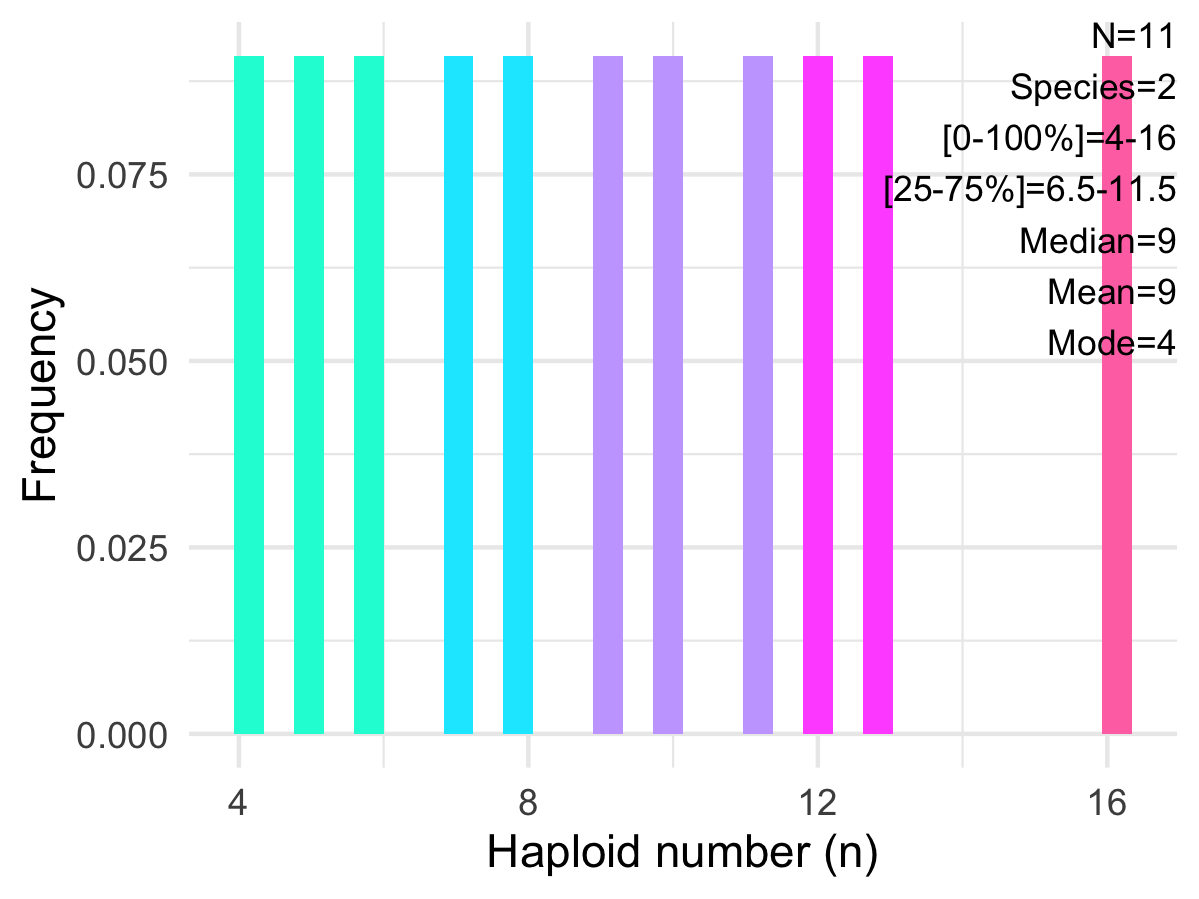 N=11
Species=2
[0-100%]=4-16
[25-75%]=6.5-11.5
Median=9
Mean=9
Mode=4
0.075
0.050
0.025
0.000
Frequency
4 8 12 16
Haploid number (n)